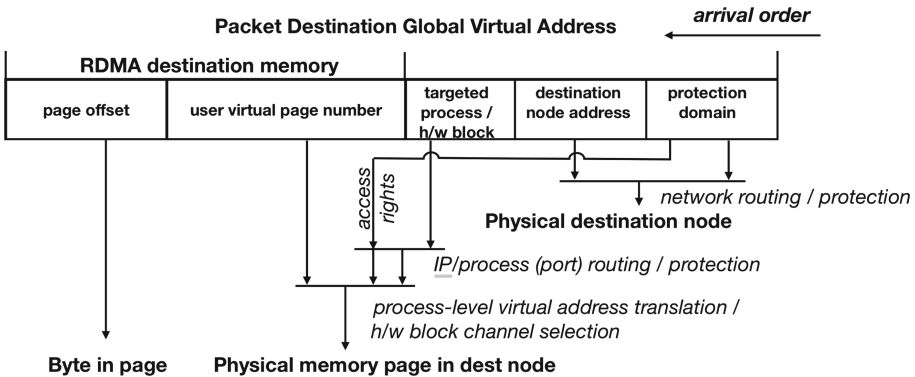 arrival order
Packet Destination Global Virtual Address
RDMA destination memory
page offset
user virtual page number
targeted
process /
h/w block
destination
node address
protection
domain
access
rights
network routing / protection
Physical destination node
IP/process (port) routing / protection
process-level virtual address translation /
h/w block channel selection
Byte in page
Physical memory page in dest node